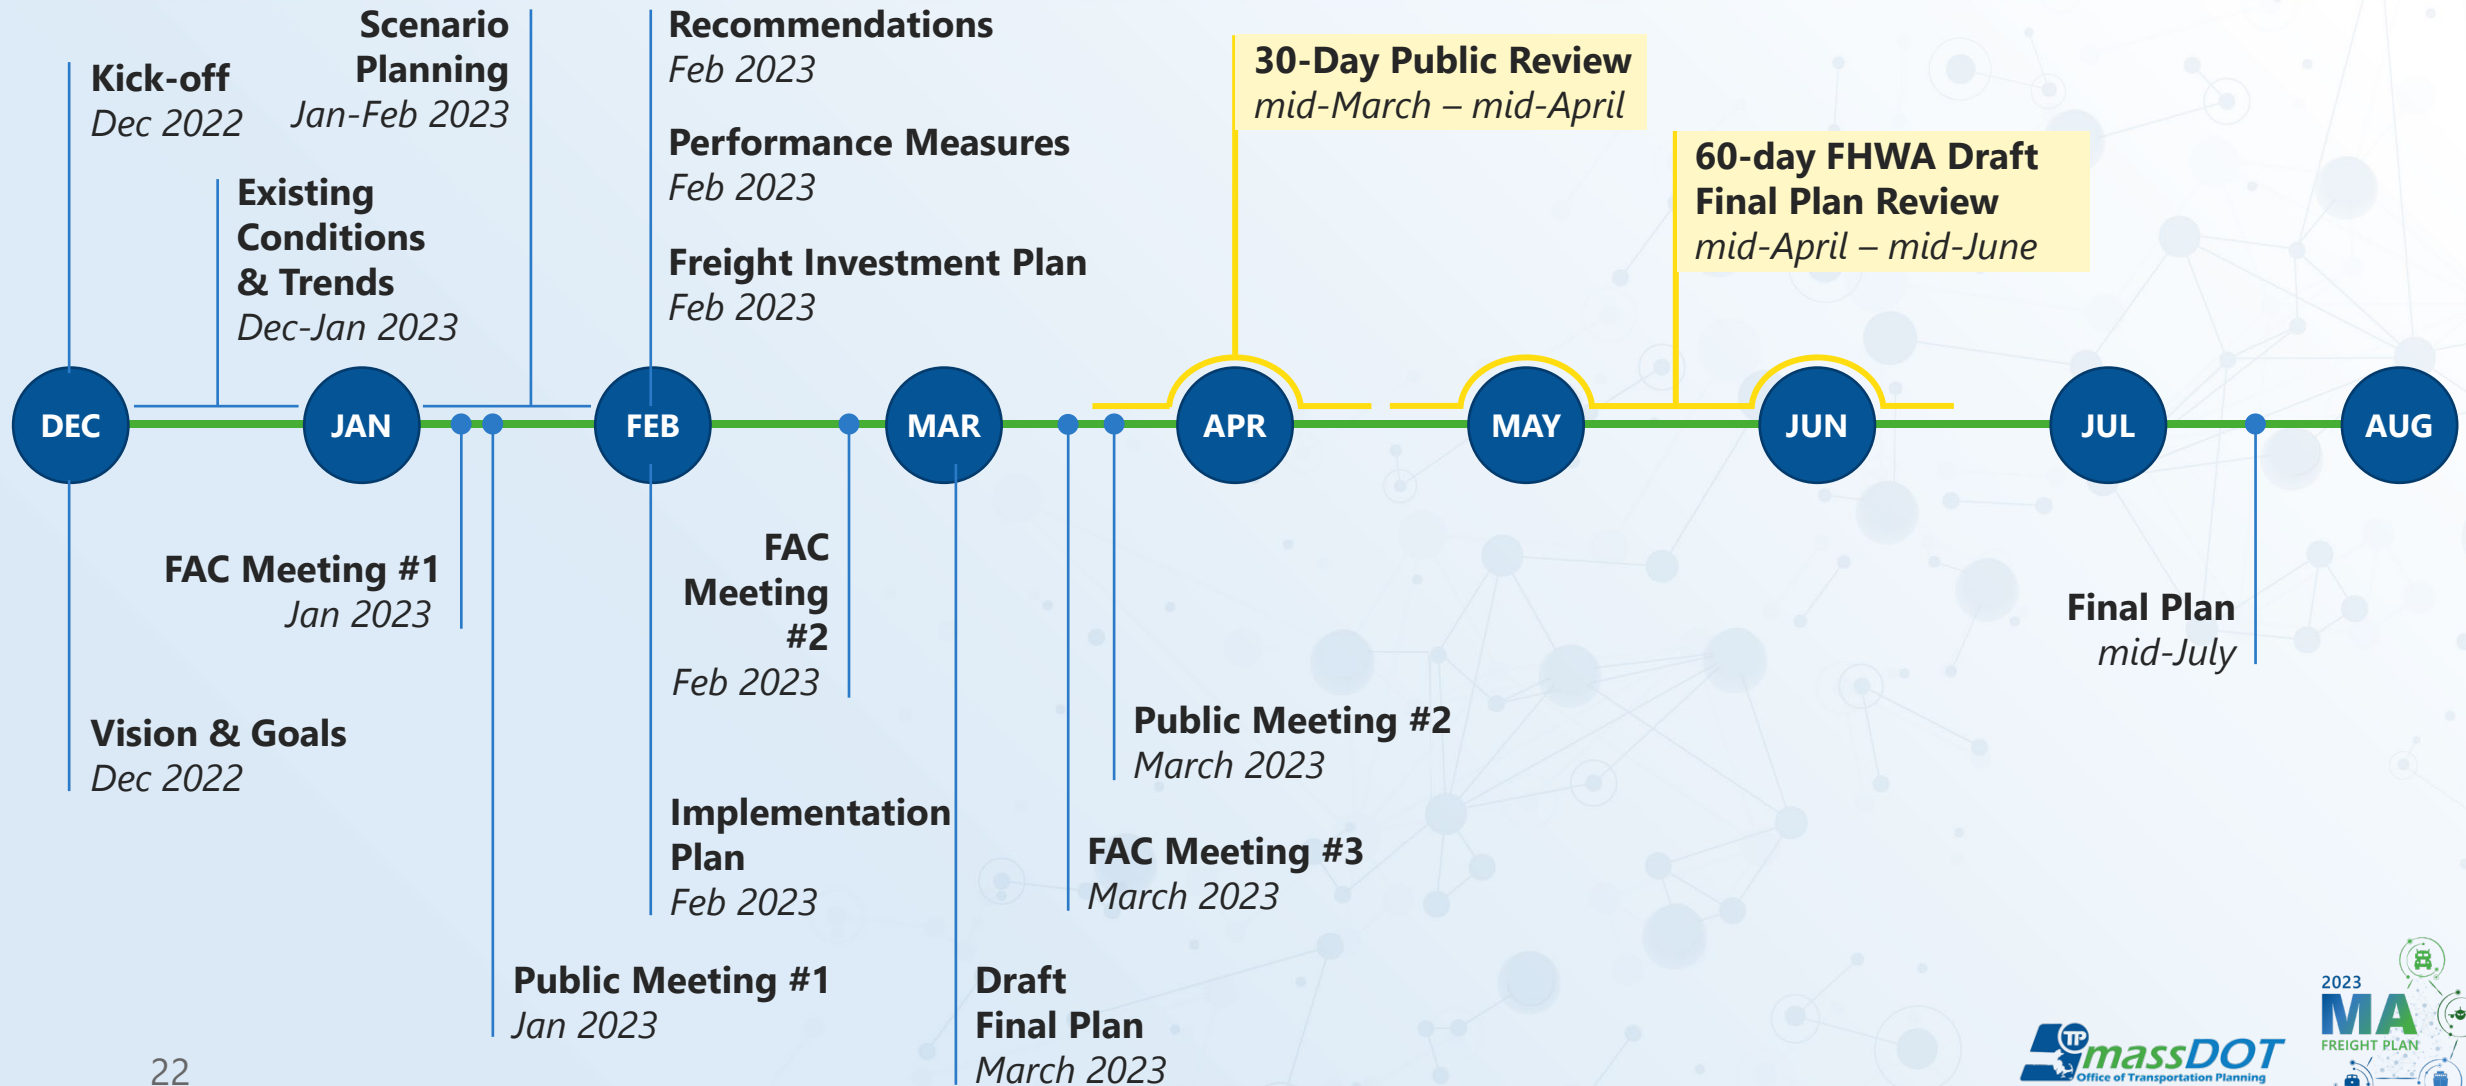 Kick-off
Dec 2022
Scenario
Planning
Jan-Feb 2023
Existing
Conditions
& Trends
Dec-Jan 2023
Recommendations
Feb 2023
Performance Measures
Feb 2023
Freight Investment Plan
Feb 2023
30-Day Public Review
mid-March – mid-April
60-day FHWA Draft
Final Plan Review
mid-April – mid-June
DEC
JAN
FEB
MAR
APR
MAY
JUN
JUL
AUG
FAC Meeting #1
Jan 2023
Vision & Goals
Dec 2022
Public Meeting #1
Jan 2023
FAC
Meeting
#2
Feb 2023
Implementation
Plan
Feb 2023
Draft
Final Plan
March 2023
FAC Meeting #3
March 2023
Public Meeting #2
March 2023
Final Plan
mid-July
22
TP
massDOT
Office of Transportation Planning
2023
MA
FREIGHT PLAN